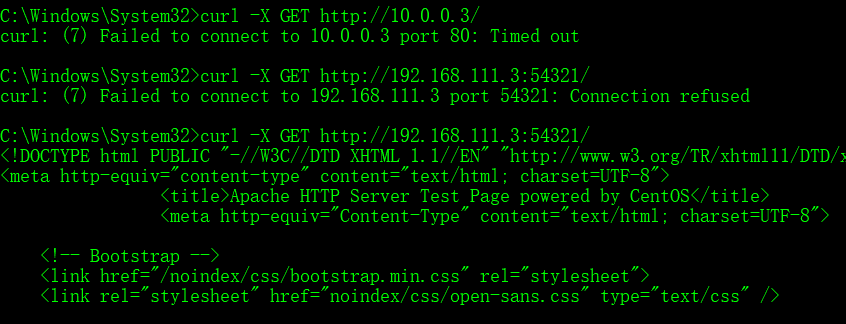 C:\Windows\System32>curl -X GET http://10.0.0.3/
curl: (7) Failed to connect to 10.0.0.3 port 80: Timed out
C:\Windows\System32>curl -X GET http://192.168.111.3:54321/
curl: (7) Failed to connect to 192.168.111.3 port 54321: Connection refused
C:\Windows\System32>curl -X GET http://192.168.111.3:54321/
<!DOCTYPE html PUBLIC "-//W3C//DTD XHTML 1.1//EN" "http://www.w3.org/TR/xhtml11/DTD/x
<meta http-equiv="content-type" content="text/html; charset=UTF-8">
<title>Apache HTTP Server Test Page powered by CentOS</title>
<meta http-equiv="Content-Type" content="text/html; charset=UTF-8">
<!-- Bootstrap -->
<link href="/noindex/css/bootstrap.min.css" rel="stylesheet">
<link rel="stylesheet" href="noindex/css/open-sans.css" type="text/css" />